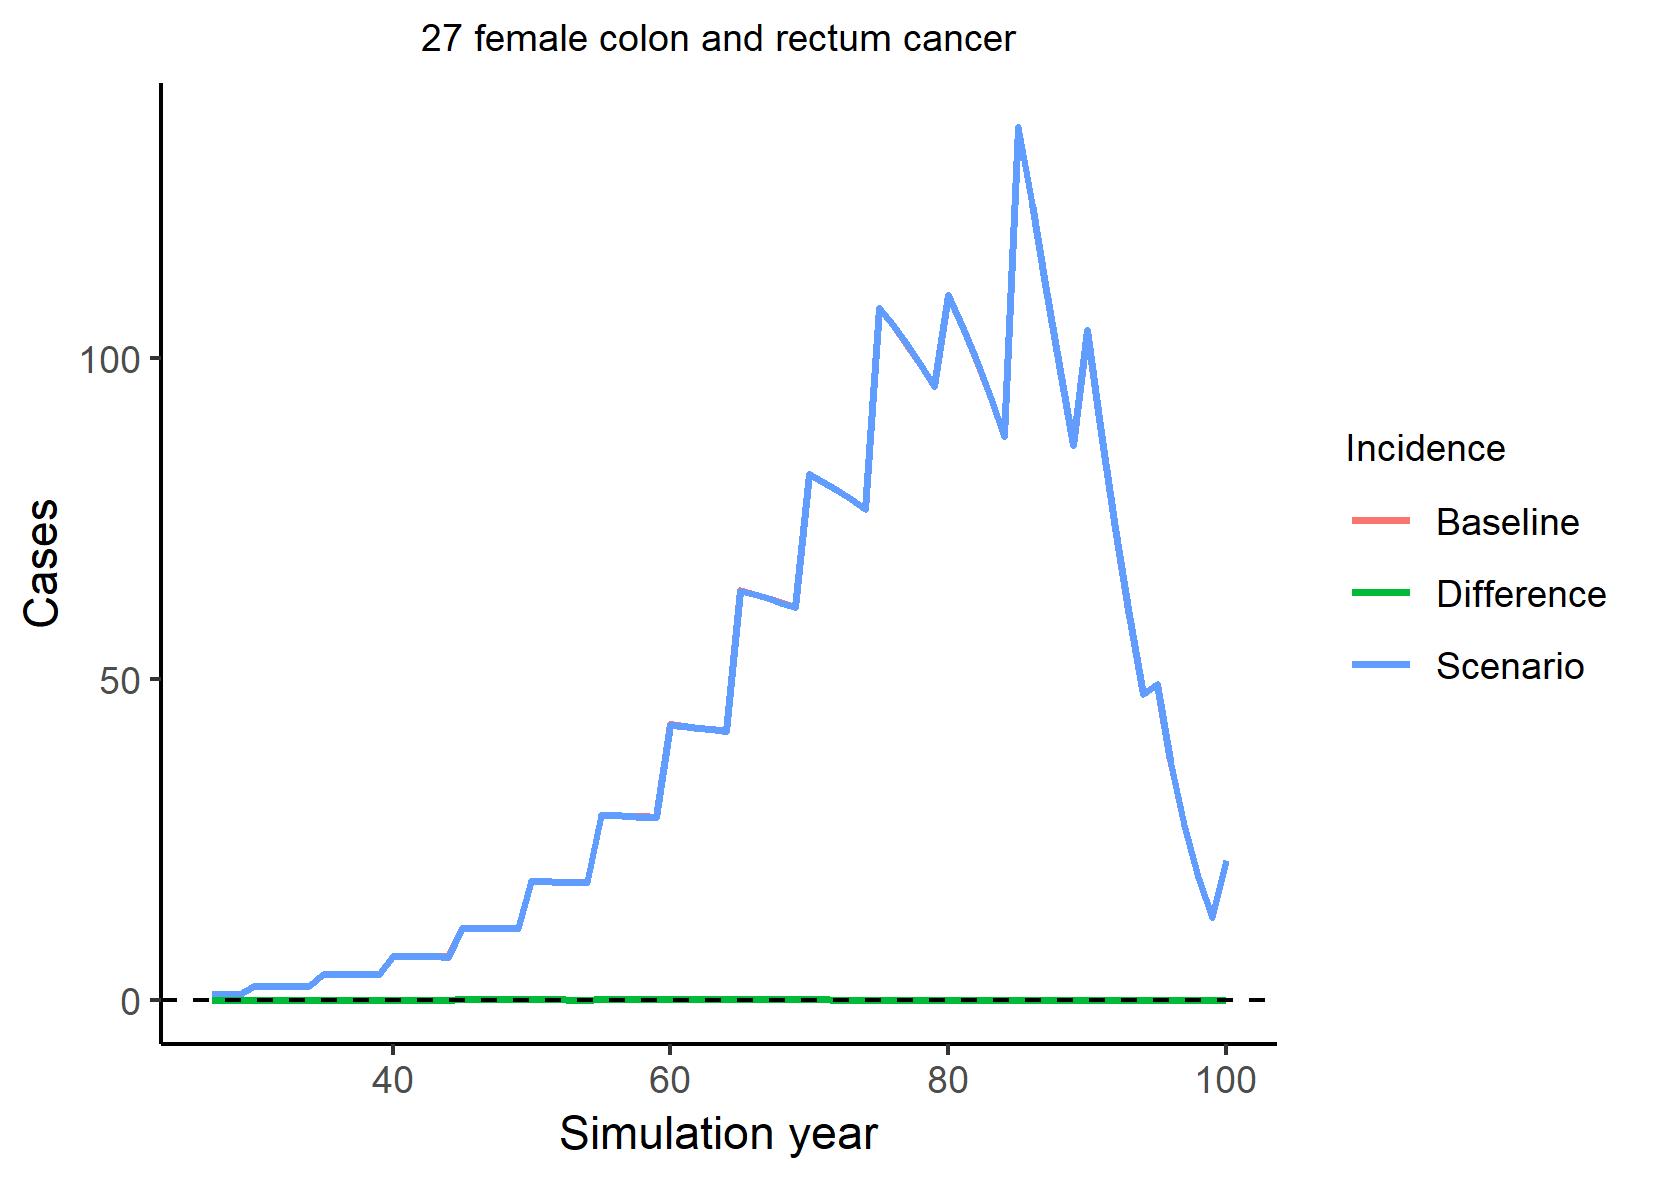 27 female colon and rectum cancer
Cases
100
50
0
40 60 80 100
Simulation year
Incidence
Baseline
Difference
Scenario